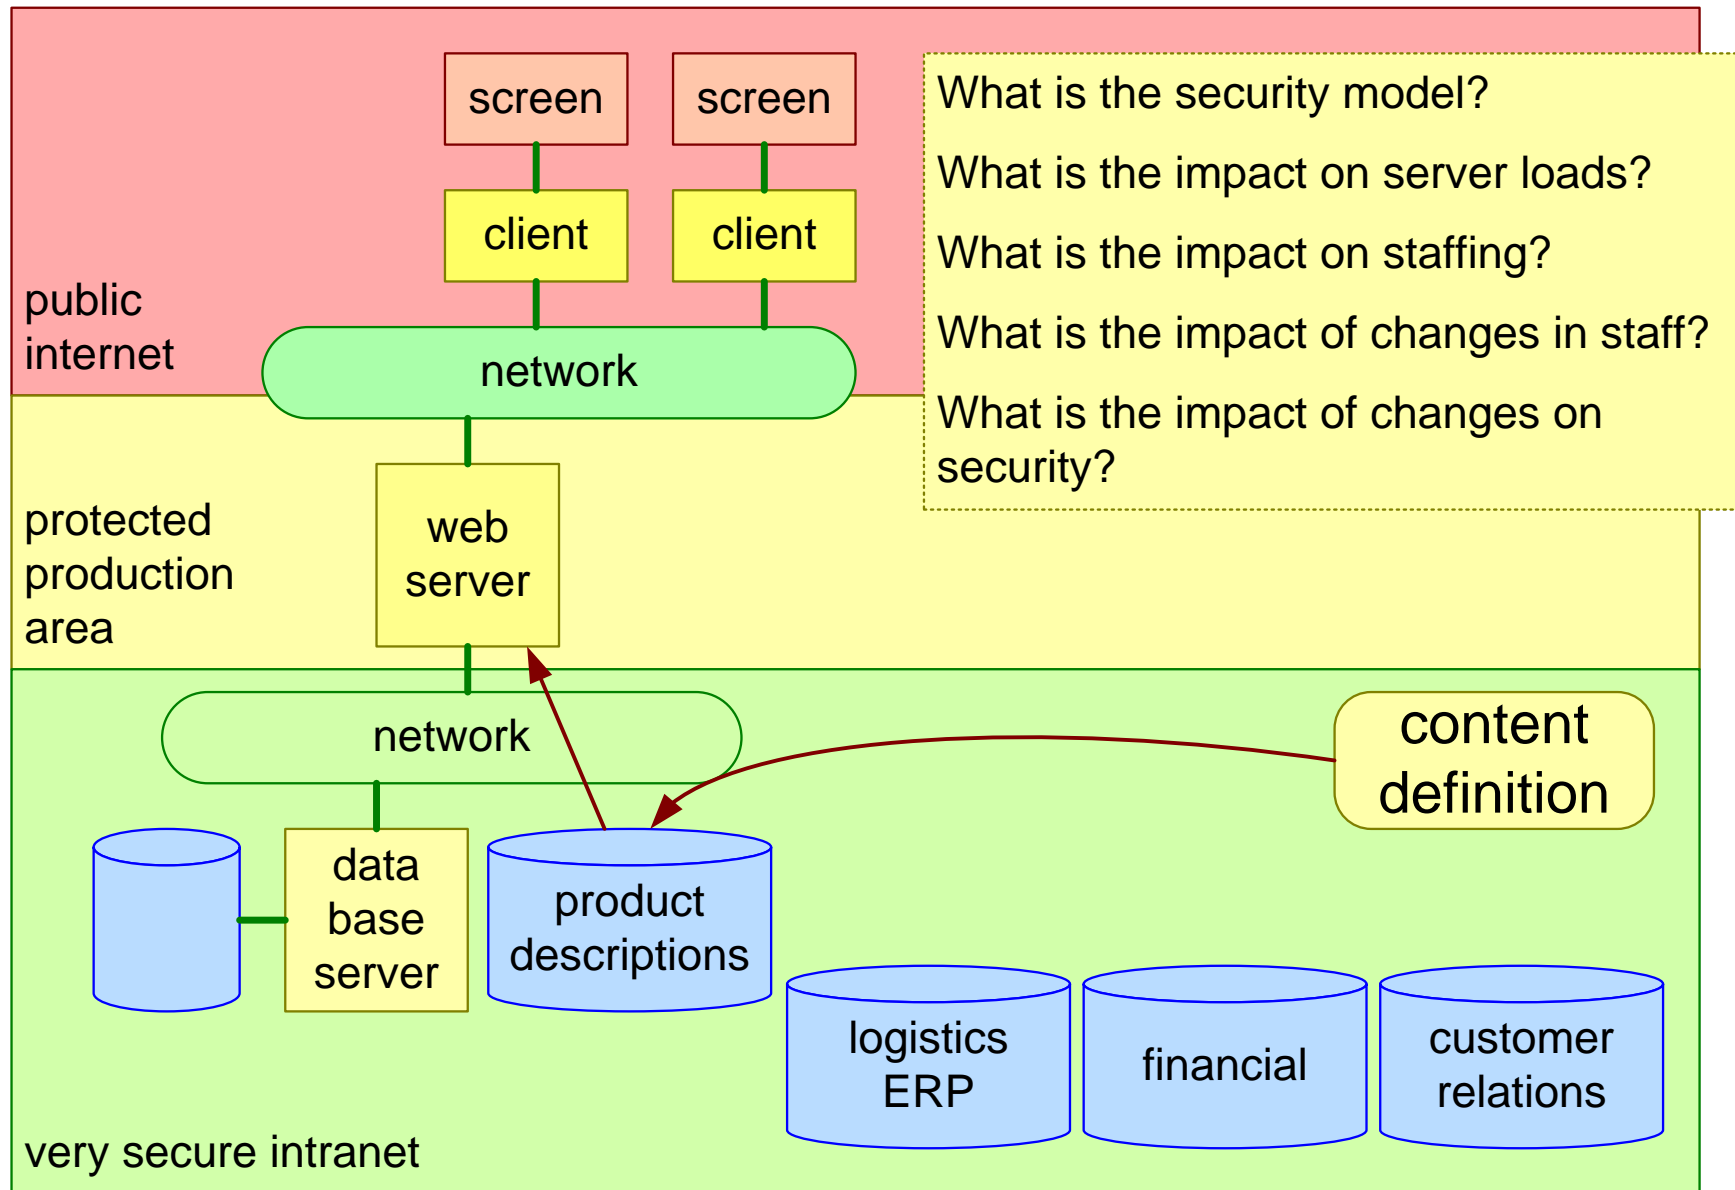 screen
screen
client
client
public
internet
network
What is the security model?
What is the impact on server loads?
What is the impact on staffing?
What is the impact of changes in staff?
What is the impact of changes on
security?
protected
production
area
web
server
network
content
definition
data
base
server
product
descriptions
logistics
ERP
financial
customer
relations
very secure intranet